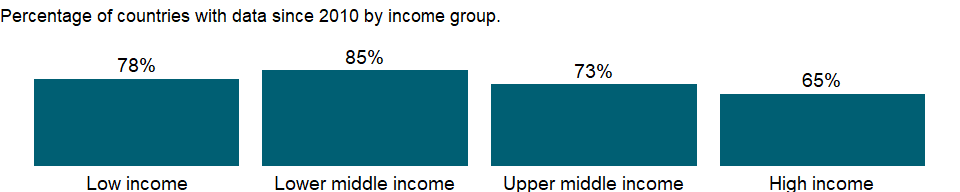 Percentage of countries with data since 2010 by income group.
78%
85%
73%
65%
Low income
Lower middle income
Upper middle income
High income